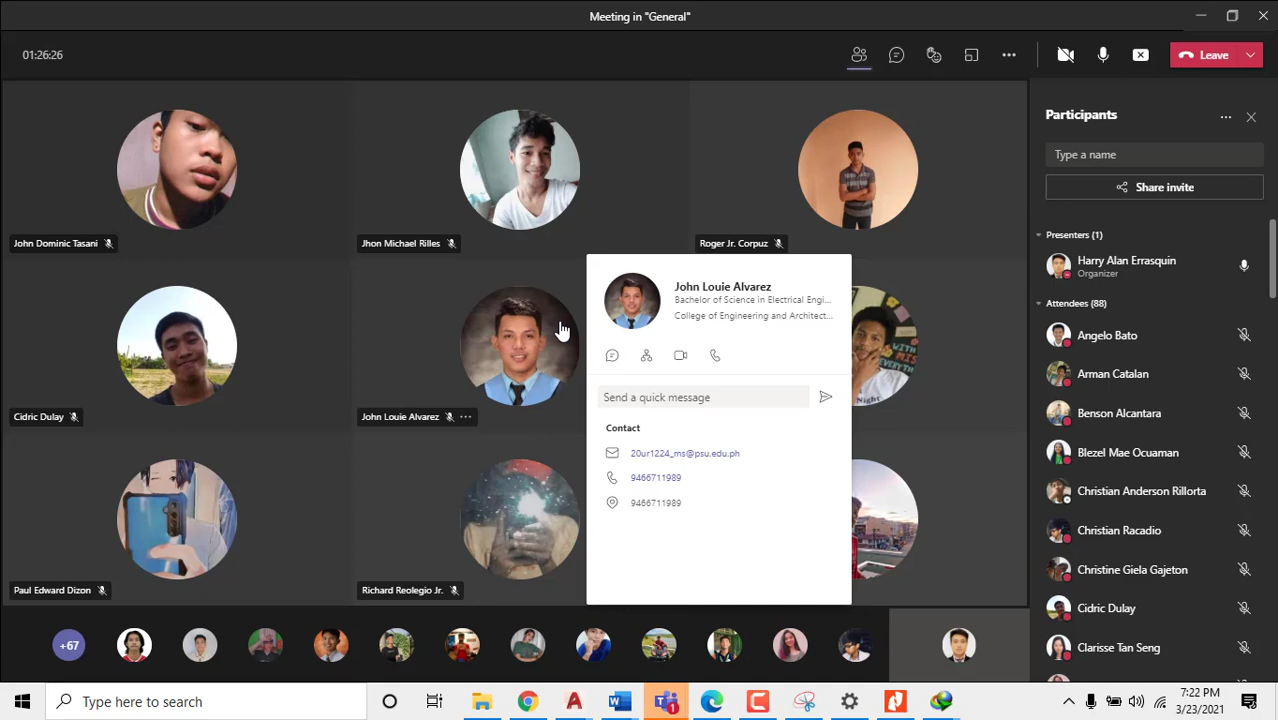 Meeting in "General"
01:26:26
Leave
John Dominic Tasani
Jhon Michael Rilles
Roger Jr. Corpuz
Cidric Dulay
John Louie Alvarez
Paul Edward Dizon
Richard Reolegio Jr.
John Louie Alvarez
Bachelor of Science in Electrical Engi...
College of Engineering and Architect...
Send a quick message
Contact
20ur1224_ms@psu.edu.ph
9466711989
9466711989
+67
Participants
Type a name
Share invite
Presenters (1)
Harry Alan Errasquin
Organizer
Attendees (88)
Angelo Bato
Arman Catalan
Benson Alcantara
Blezel Mae Ocuaman
Christian Anderson Rillorta
Christian Racadio
Christine Giela Gajeton
Cidric Dulay
Clarisse Tan Seng
Type here to search
7:22 PM
3/23/2021